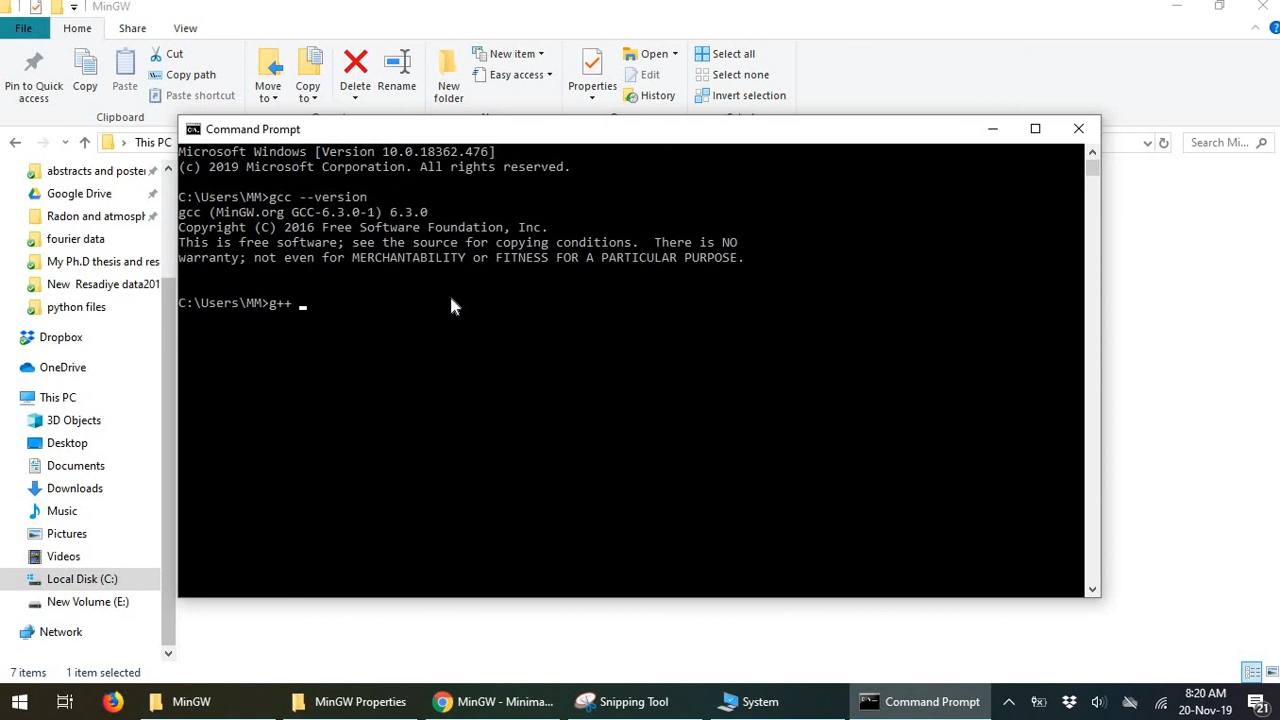 MinGW
File
Home
Share
View
Pin to Quick
access
Copy
Paste
Cut
Copy path
Paste shortcut
Move
to
Copy
to
Delete
Rename
New
folder
New item
Easy access
Properties
Open
Edit
History
Select all
Select none
Invert selection
This PC
Search Mi...
Command Prompt
Microsoft Windows [Version 10.0.18362.476]
(c) 2019 Microsoft Corporation. All rights reserved.
C:\Users\MM>gcc --version
gcc (MinGW.org GCC-6.3.0-1) 6.3.0
Copyright (C) 2016 Free Software Foundation, Inc.
This is free software; see the source for copying conditions.  There is NO
warranty; not even for MERCHANTABILITY or FITNESS FOR A PARTICULAR PURPOSE.
C:\Users\MM>g++ _
abstracts and poster
Google Drive
Radon and atmosph
fourier data
My Ph.D thesis and res
New Resadiye data201
python files
Dropbox
OneDrive
This PC
3D Objects
Desktop
Documents
Downloads
Music
Pictures
Videos
Local Disk (C:)
New Volume (E:)
Network
7 items
1 item selected
MinGW
MinGW Properties
MinGW - Minima...
Snipping Tool
System
Command Prompt
8:20 AM
20-Nov-19
21